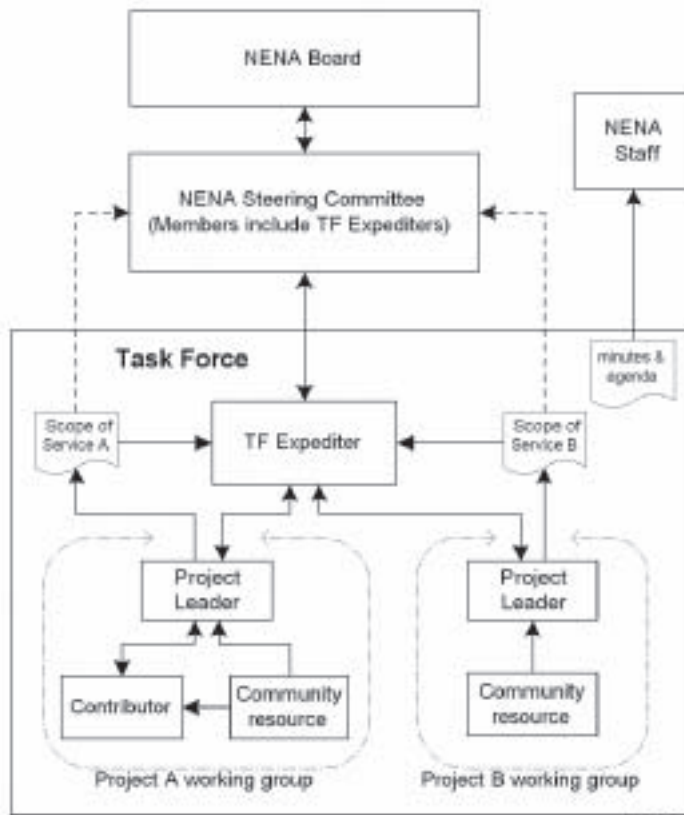 NENA Board
NENA
Staff
NENA Steering Committee
(Members include TF Expediters)
Task Force
minutes &
agenda
Scope of
Service A
TF Expediter
Scope of
Service B
Project
Leader
Project
Leader
Contributor
Community
resource
Community
resource
Project A working group
Project B working group